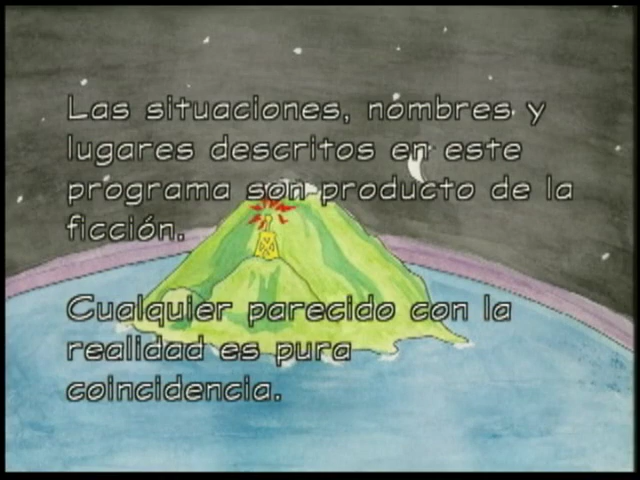 Las situaciones, nombres y
lugares descritos en este
programa son producto de la
ficción.
Cualquier parecido con la
realidad es pura
coincidencia.